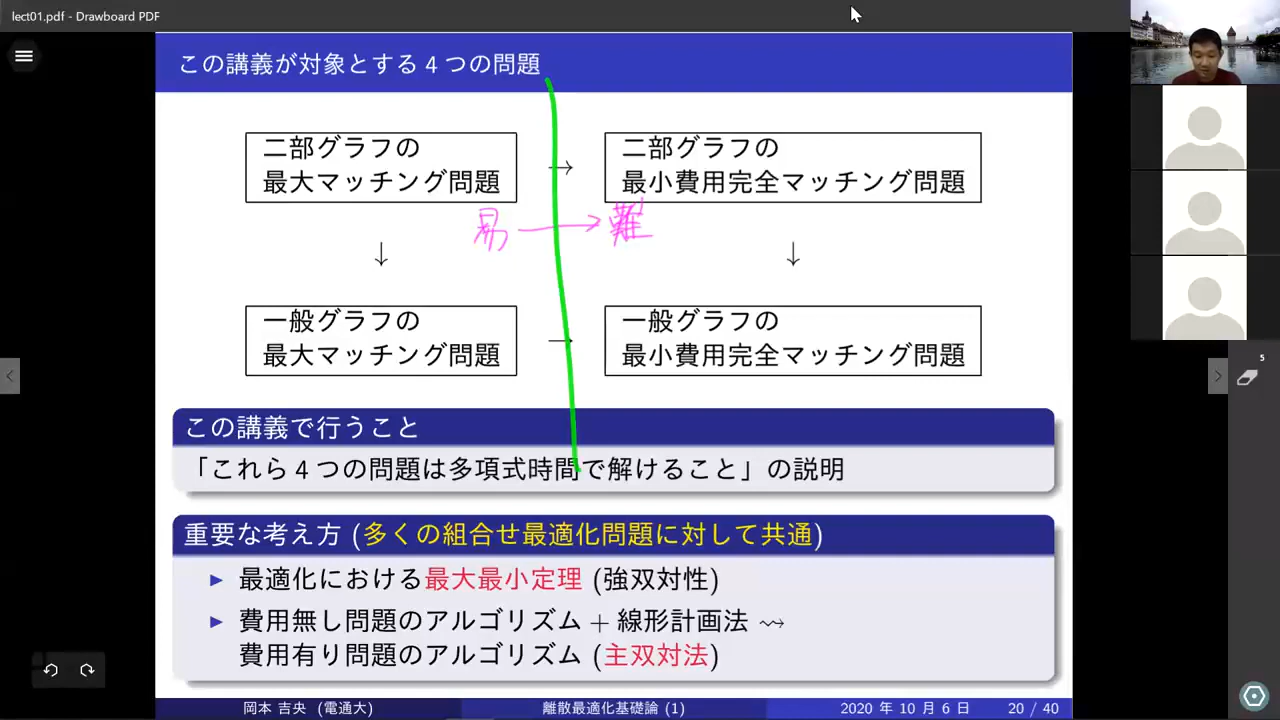 lect01.pdf - Drawboard PDF
この講義が対象とする 4 つの問題
二部グラフの
最大マッチング問題
→
二部グラフの
最小費用完全マッチング問題
易 → 難
↓
↓
一般グラフの
最大マッチング問題
→
一般グラフの
最小費用完全マッチング問題
5
この講義で行うこと
「これら 4 つの問題は多項式時間で解けること」の説明
重要な考え方 (多くの組合せ最適化問題に対して共通)
▶ 最適化における最大最小定理 (強双対性)
▶ 費用無し問題のアルゴリズム + 線形計画法 ⇝
費用有り問題のアルゴリズム (主双対法)
岡本 吉央 (電通大)
離散最適化基礎論 (1)
2020 年 10 月 6 日
20 / 40